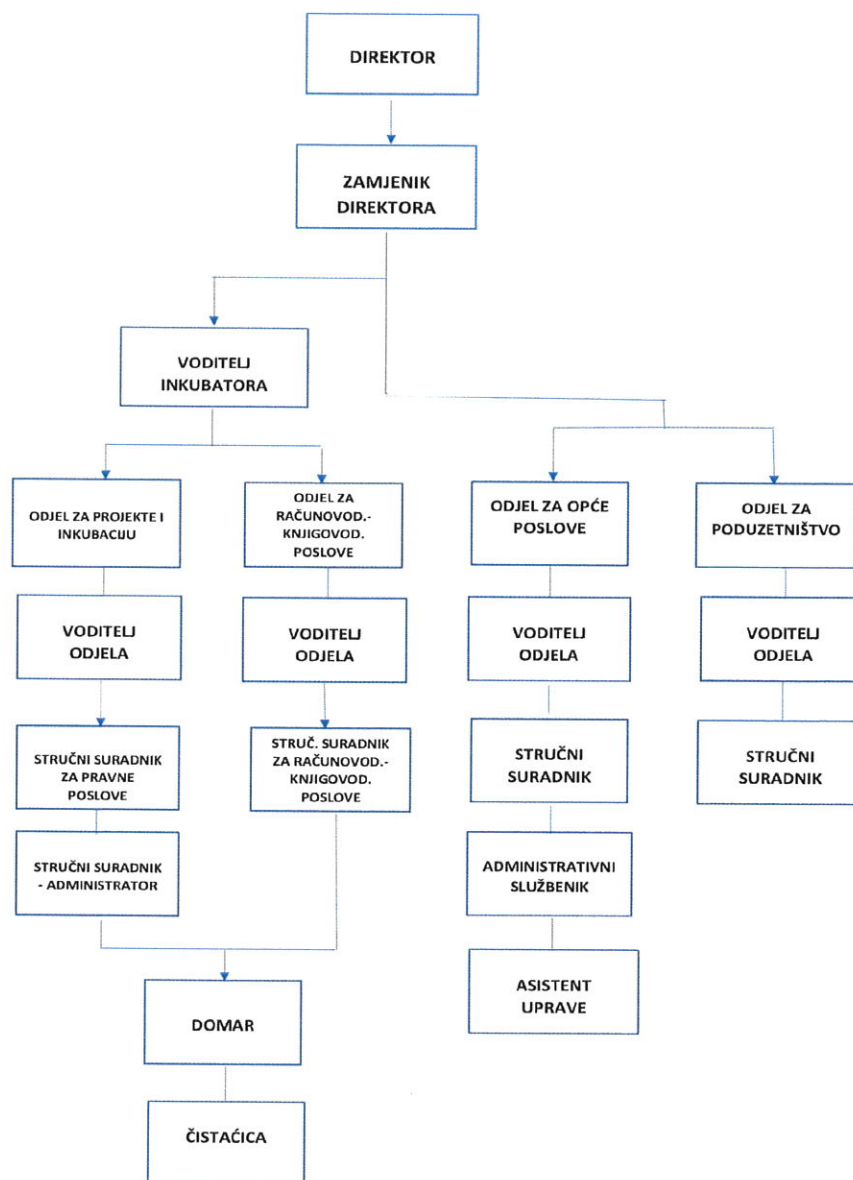 DIREKTOR
ZAMJENIK
DIREKTORA
VODITELJ
INKUBATORA
ODJEL ZA PROJEKTE I
INKUBACIJU
ODJEL ZA
RAČUNOVOD.-
KNJIGOVOD.
POSLOVE
ODJEL ZA OPĆE
POSLOVE
ODJEL ZA
PODUZETNIŠTVO
VODITELJ
ODJELA
VODITELJ
ODJELA
VODITELJ
ODJELA
VODITELJ
ODJELA
STRUČNI SURADNIK
ZA PRAVNE
POSLOVE
STRUČ. SURADNIK
ZA RAČUNOVOD.-
KNJIGOVOD.
POSLOVE
STRUČNI
SURADNIK
STRUČNI
SURADNIK
STRUČNI SURADNIK
- ADMINISTRATOR
ADMINISTRATIVNI
SLUŽBENIK
ASISTENT
UPRAVE
DOMAR
ČISTAĆICA